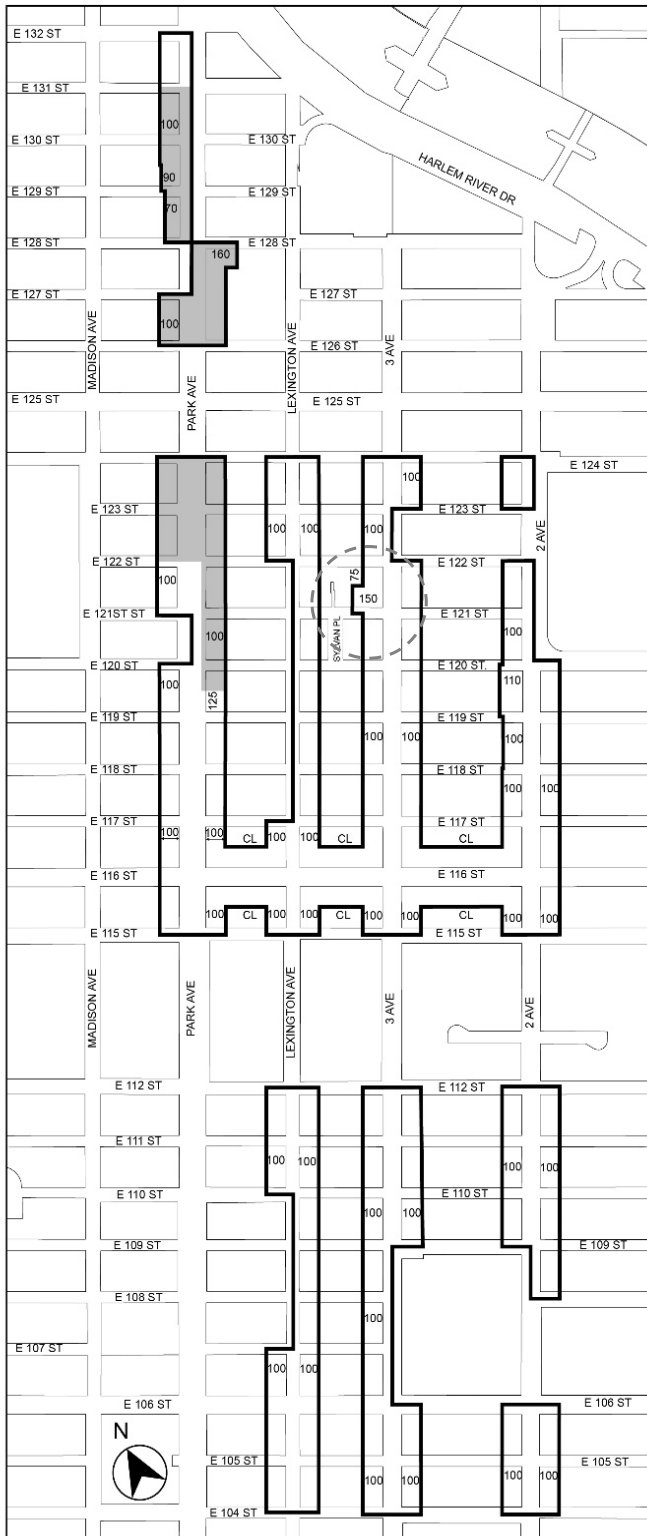 E 132 ST
E 131 ST
100
E 130 ST
E 130 ST
HARLEM RIVER DR
90
E 129 ST
E 129 ST
70
E 128 ST
E 128 ST
160
E 127 ST
E 127 ST
100
MADISON AVE
PARK AVE
LEXINGTON AVE
3 AVE
E 126 ST
E 125 ST
E 125 ST
E 124 ST
100
E 123 ST
E 123 ST
100
100
100
2 AVE
E 122 ST
E 122 ST
100
75
150
E 121ST ST
E 121 ST
SYLVAN PL
100
100
E 120 ST
E 120 ST.
100
110
125
E 119 ST
E 119 ST
100
100
100
E 118 ST
E 118 ST
100
100
E 117 ST
E 117 ST
100
100
CL
100
100
CL
CL
E 116 ST
E 116 ST
100
CL
100
100
CL
100
100
CL
100
100
E 115 ST
E 115 ST
MADISON AVE
PARK AVE
LEXINGTON AVE
3 AVE
2 AVE
E 112 ST
E 112 ST
E 111 ST
100
100
100
100
E 110 ST
E 110 ST
100
100
E 109 ST
E 109 ST
E 108 ST
100
E 107 ST
100
100
E 106 ST
E 106 ST
N
E 105 ST
E 105 ST
100
100
100
100
E 104 ST